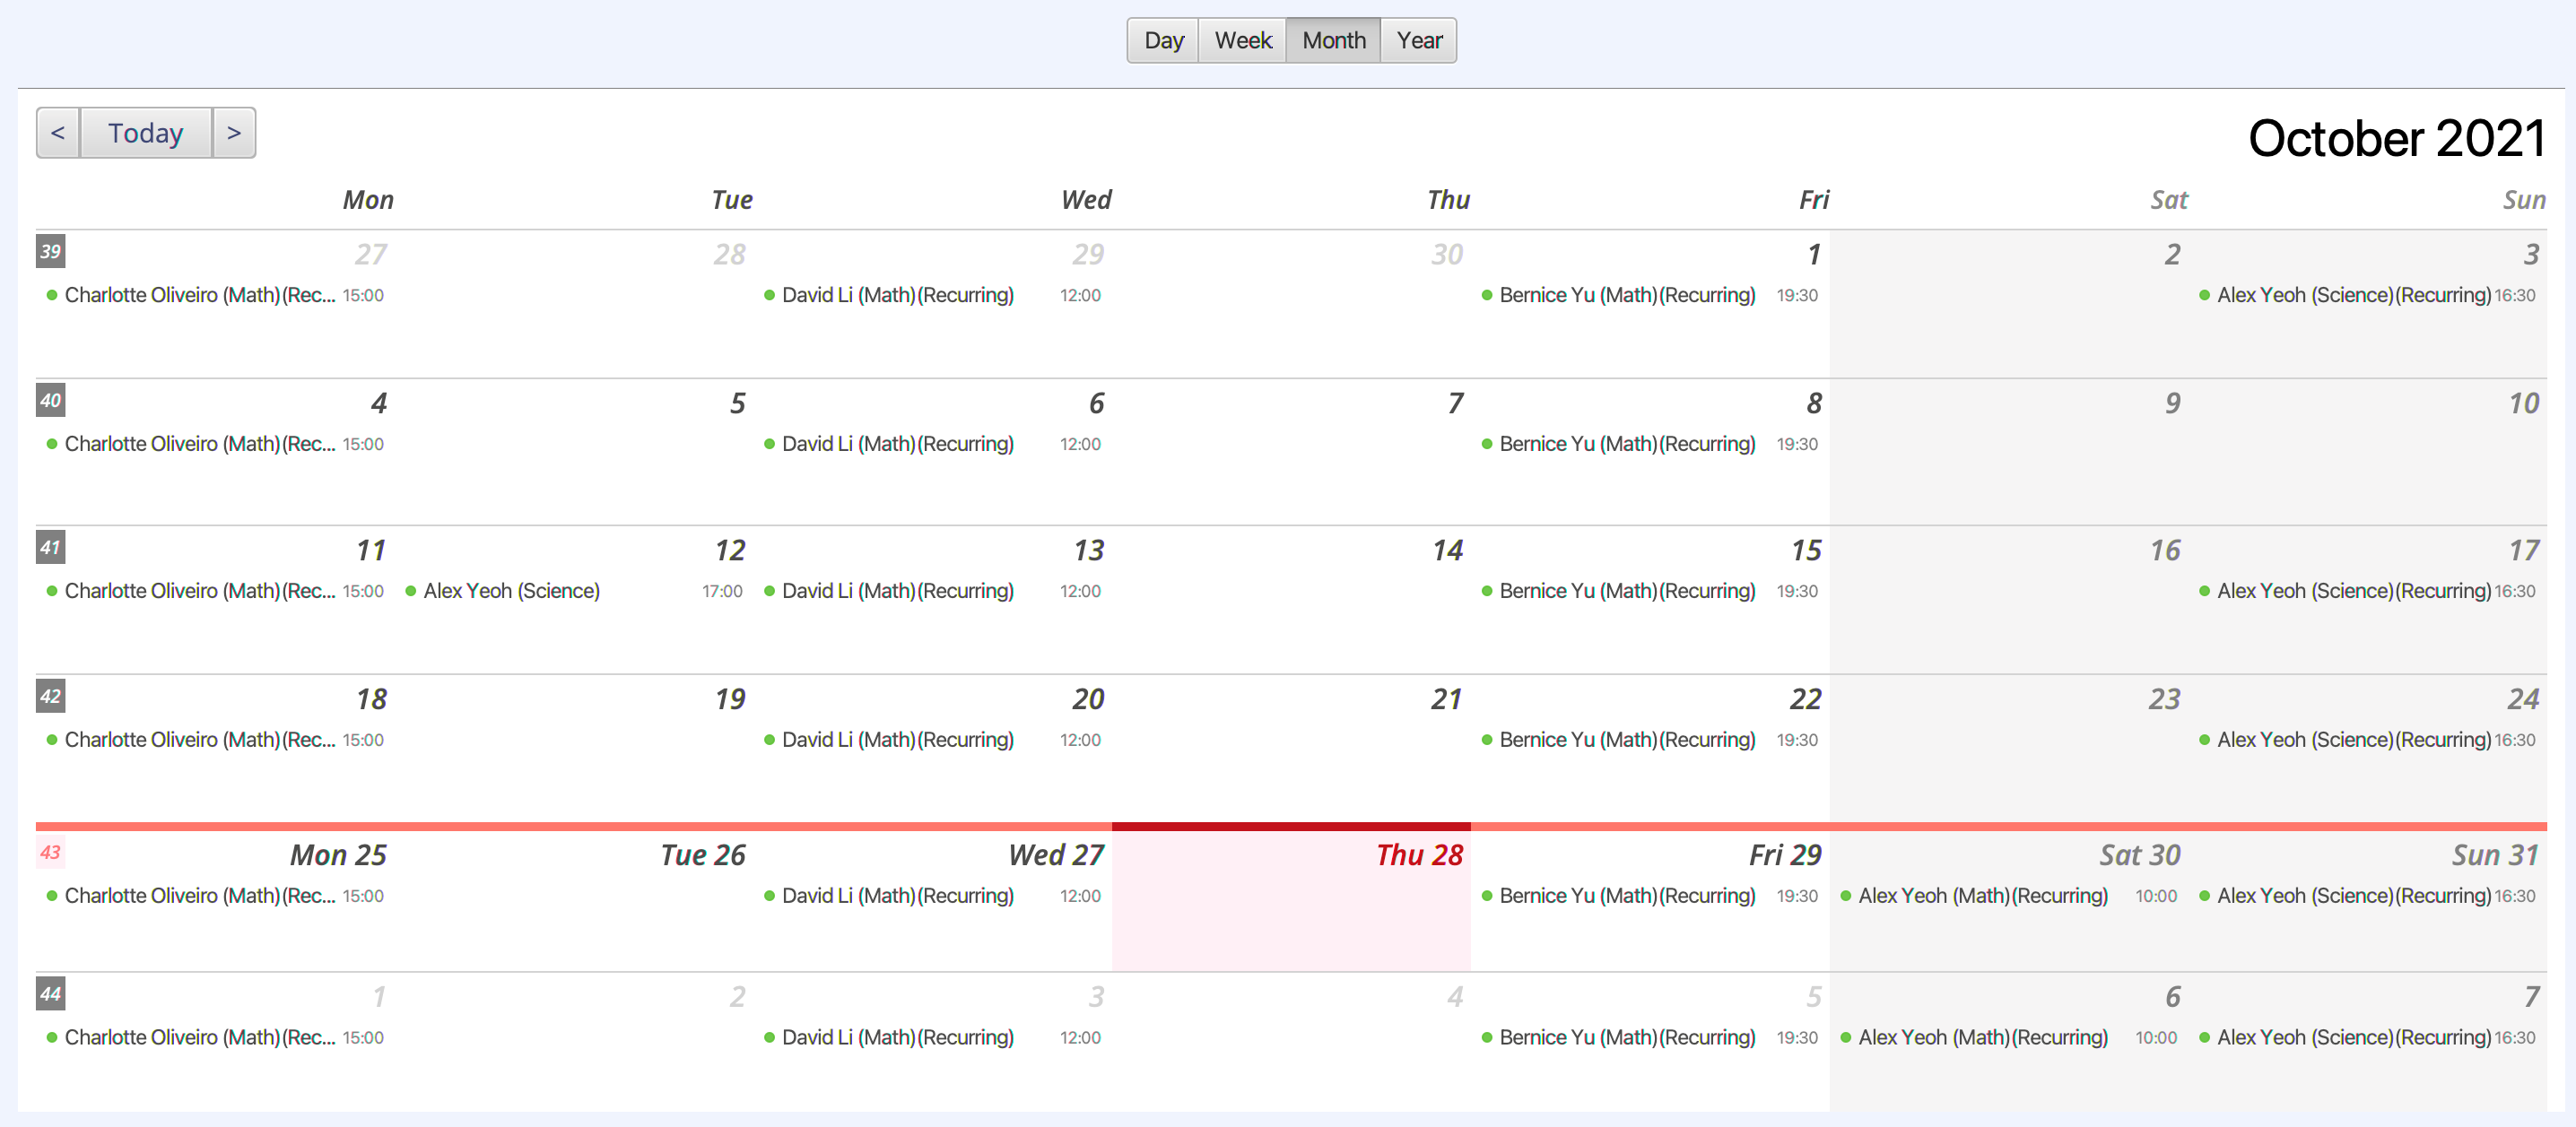 Day Week Month Year
< Today > October 2021
Mon Tue Wed Thu Fri Sat Sun
39 27 28 29 30 1 2 3
Charlotte Oliveiro (Math)(Rec... 15:00 David Li (Math)(Recurring) 12:00 Bernice Yu (Math)(Recurring) 19:30 Alex Yeoh (Science)(Recurring) 16:30
40 4 5 6 7 8 9 10
Charlotte Oliveiro (Math)(Rec... 15:00 David Li (Math)(Recurring) 12:00 Bernice Yu (Math)(Recurring) 19:30
41 11 12 13 14 15 16 17
Charlotte Oliveiro (Math)(Rec... 15:00 Alex Yeoh (Science) 17:00 David Li (Math)(Recurring) 12:00 Bernice Yu (Math)(Recurring) 19:30 Alex Yeoh (Science)(Recurring) 16:30
42 18 19 20 21 22 23 24
Charlotte Oliveiro (Math)(Rec... 15:00 David Li (Math)(Recurring) 12:00 Bernice Yu (Math)(Recurring) 19:30 Alex Yeoh (Science)(Recurring) 16:30
43 Mon 25 Tue 26 Wed 27 Thu 28 Fri 29 Sat 30 Sun 31
Charlotte Oliveiro (Math)(Rec... 15:00 David Li (Math)(Recurring) 12:00 Bernice Yu (Math)(Recurring) 19:30 Alex Yeoh (Math)(Recurring) 10:00 Alex Yeoh (Science)(Recurring) 16:30
44 1 2 3 4 5 6 7
Charlotte Oliveiro (Math)(Rec... 15:00 David Li (Math)(Recurring) 12:00 Bernice Yu (Math)(Recurring) 19:30 Alex Yeoh (Math)(Recurring) 10:00 Alex Yeoh (Science)(Recurring) 16:30